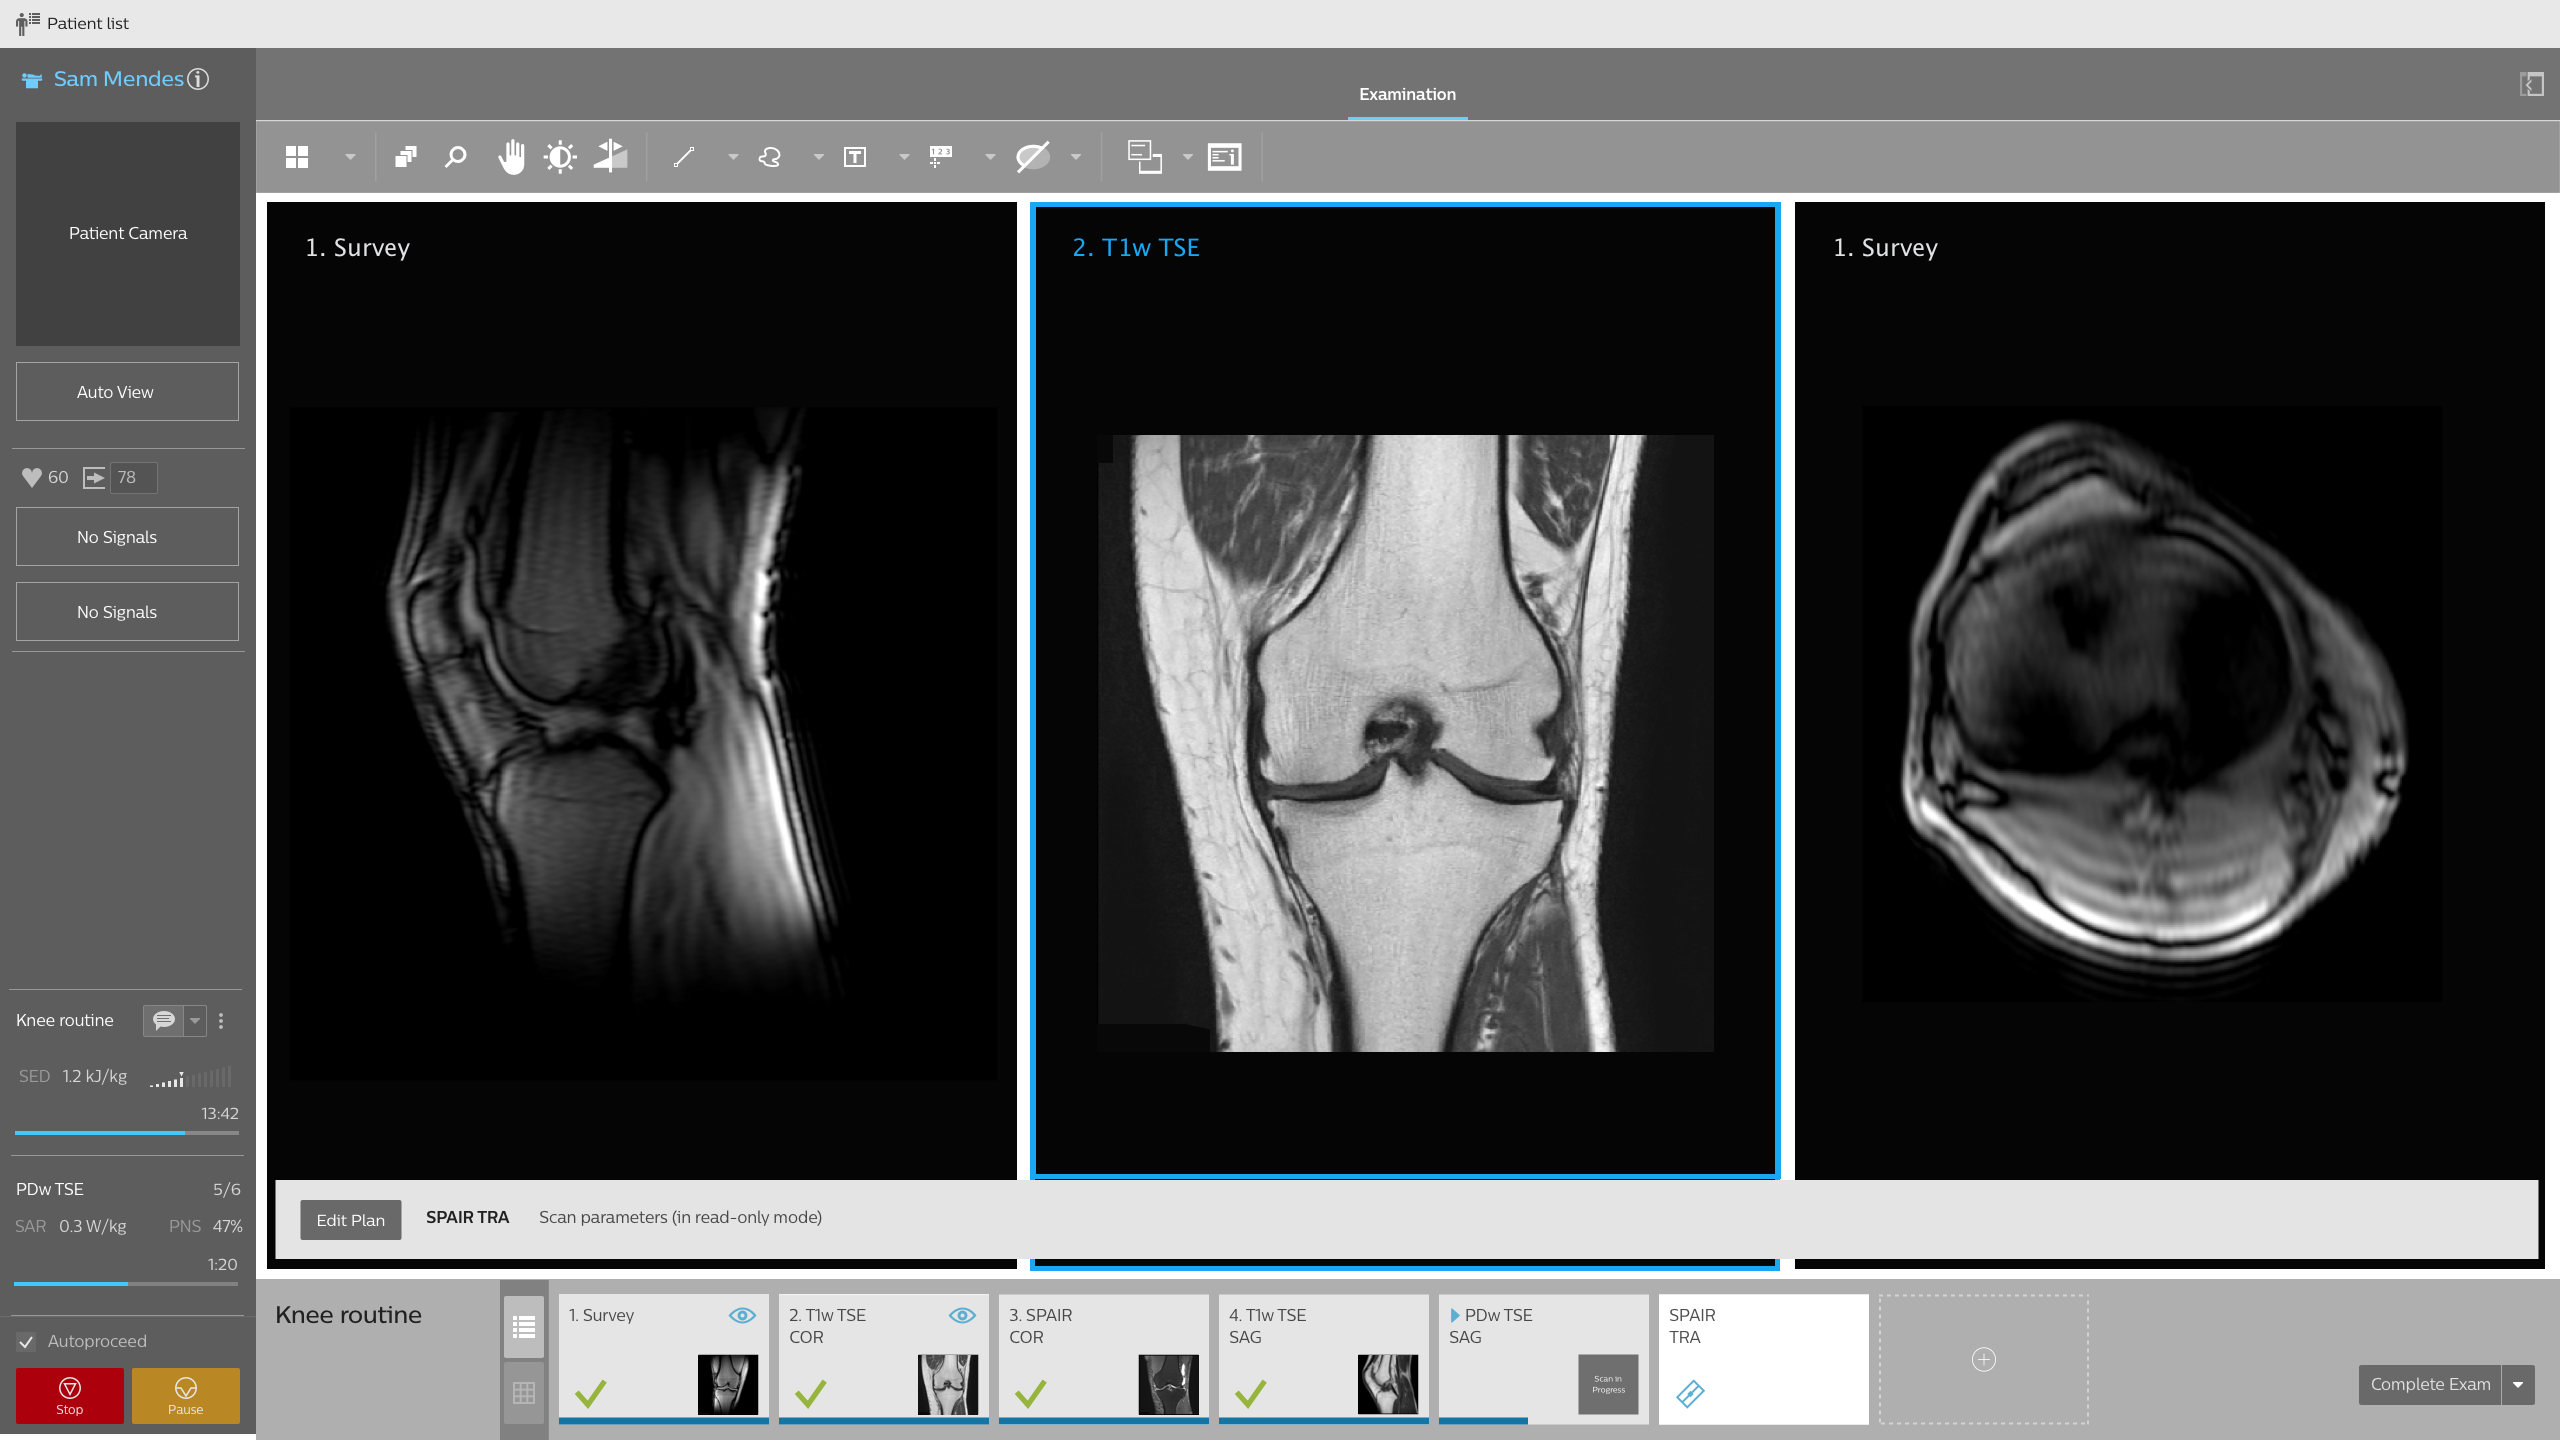 Patient list
Sam Mendes
Examination
Patient Camera
Auto View
60
78
No Signals
No Signals
T
1 2 3
1. Survey
2. T1w TSE
1. Survey
Knee routine
SED 1.2 kJ/kg
13:42
PDw TSE 5/6
SAR 0.3 W/kg PNS 47%
1:20
Autoproceed
Stop
Pause
Edit Plan
SPAIR TRA
Scan parameters (in read-only mode)
Knee routine
1. Survey
2. T1w TSE
COR
3. SPAIR
COR
4. T1w TSE
SAG
PDw TSE
SAG
Scan in
Progress
SPAIR
TRA
Complete Exam